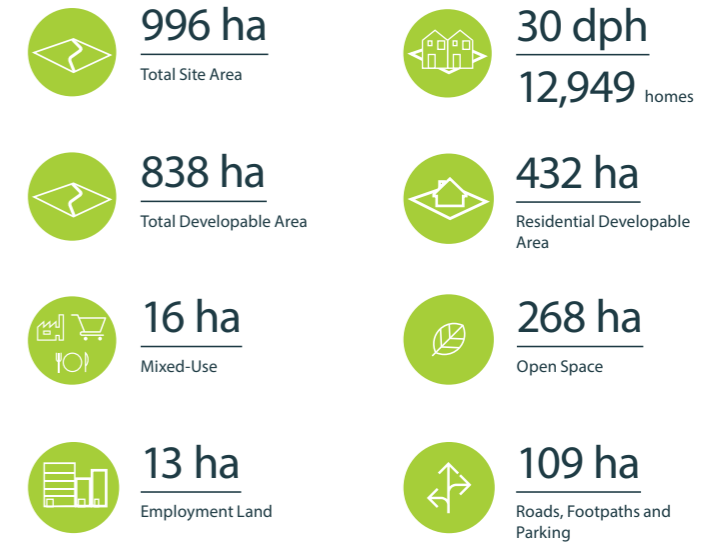 996 ha
Total Site Area
30 dph
12,949 homes
838 ha
Total Developable Area
432 ha
Residential Developable
Area
16 ha
Mixed-Use
268 ha
Open Space
13 ha
Employment Land
109 ha
Roads, Footpaths and
Parking